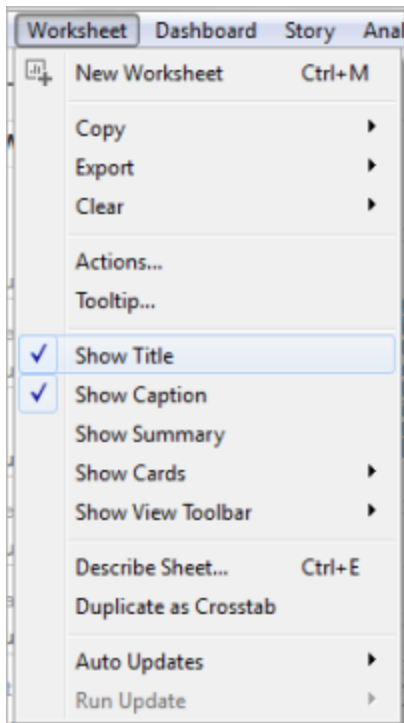 Worksheet Dashboard Story Anal
New Worksheet Ctrl+M
Copy
Export
Clear
Actions...
Tooltip...
Show Title
Show Caption
Show Summary
Show Cards
Show View Toolbar
Describe Sheet... Ctrl+E
Duplicate as Crosstab
Auto Updates
Run Update